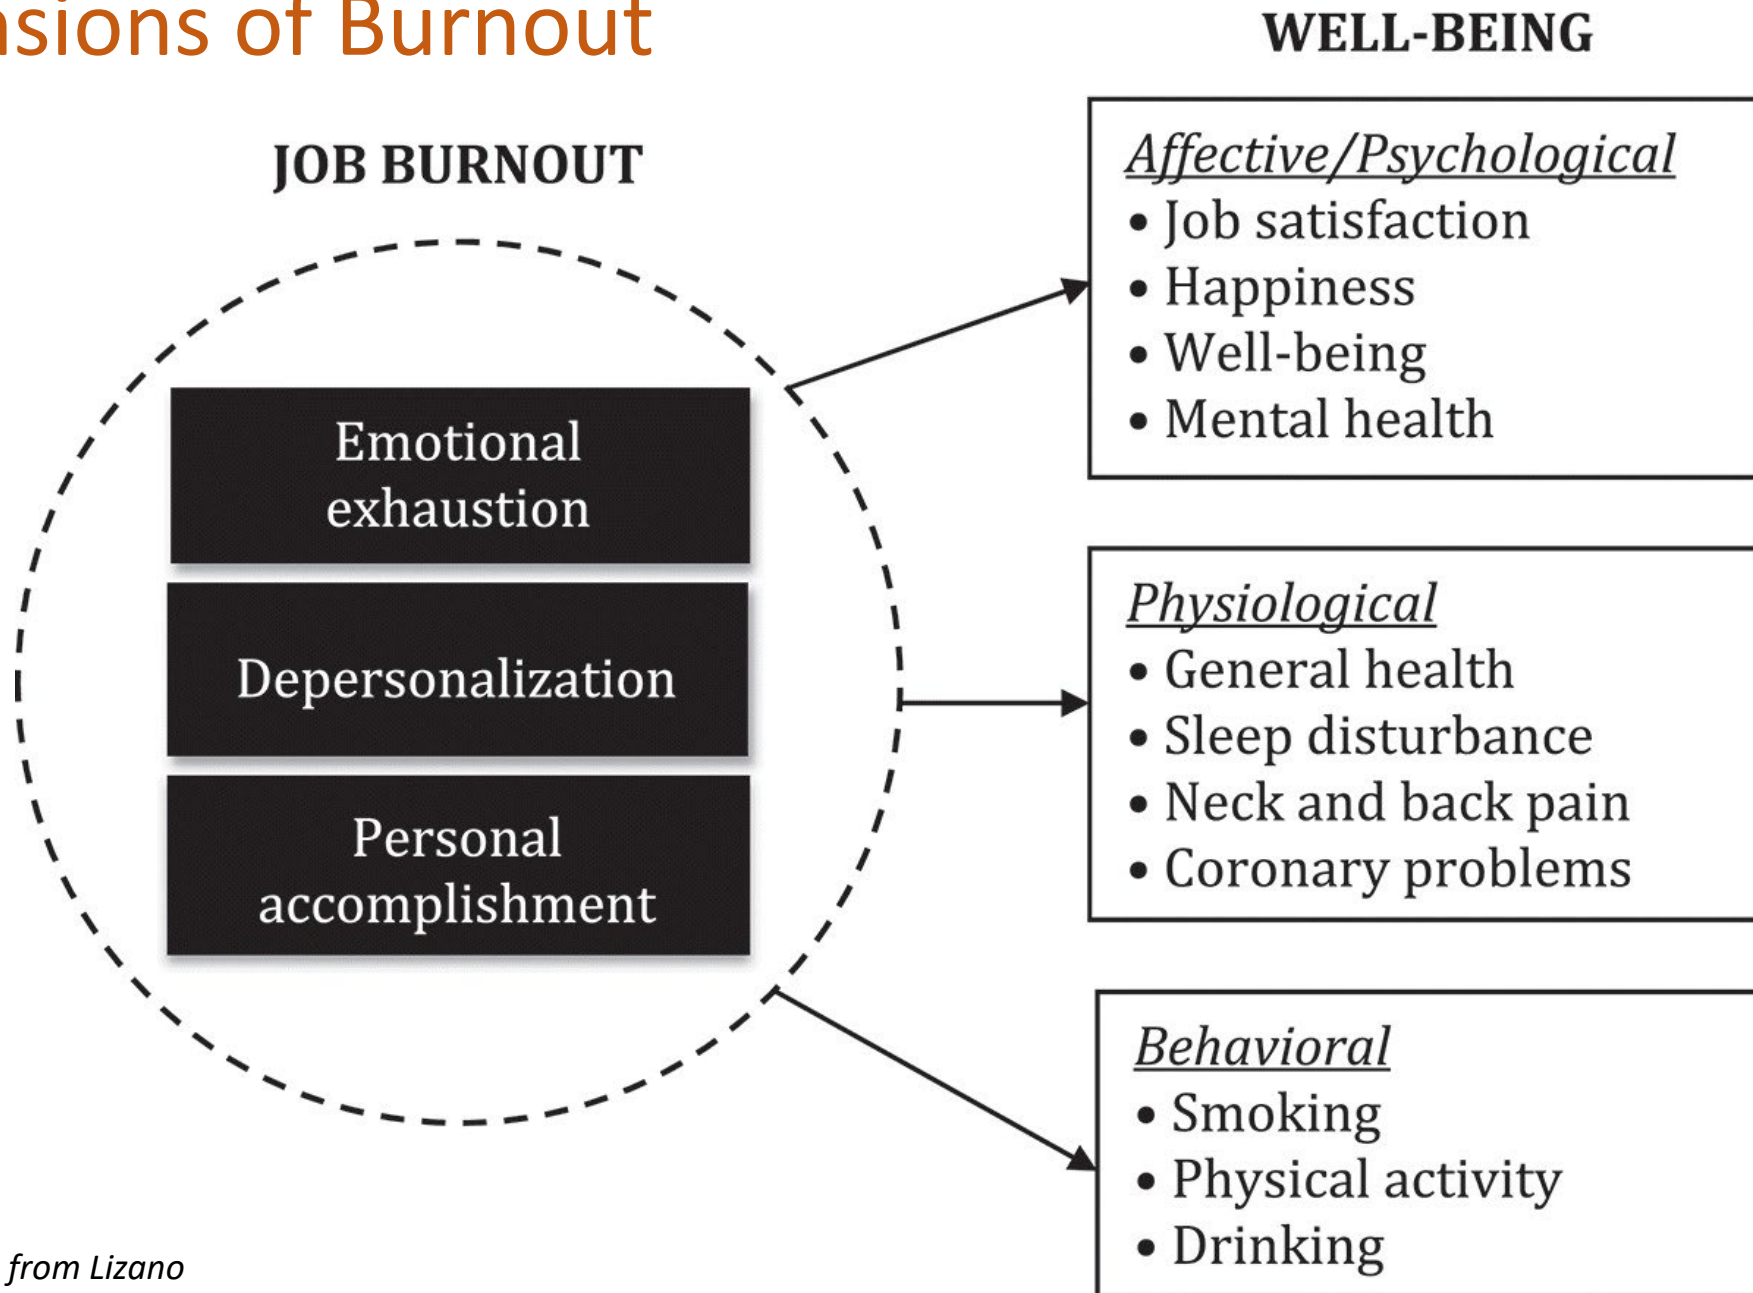 nsions of Burnout
JOB BURNOUT
Emotional
exhaustion
Depersonalization
Personal
accomplishment
WELL-BEING
Affective/Psychological
• Job satisfaction
• Happiness
• Well-being
• Mental health
Physiological
• General health
• Sleep disturbance
• Neck and back pain
• Coronary problems
Behavioral
• Smoking
• Physical activity
• Drinking
from Lizano